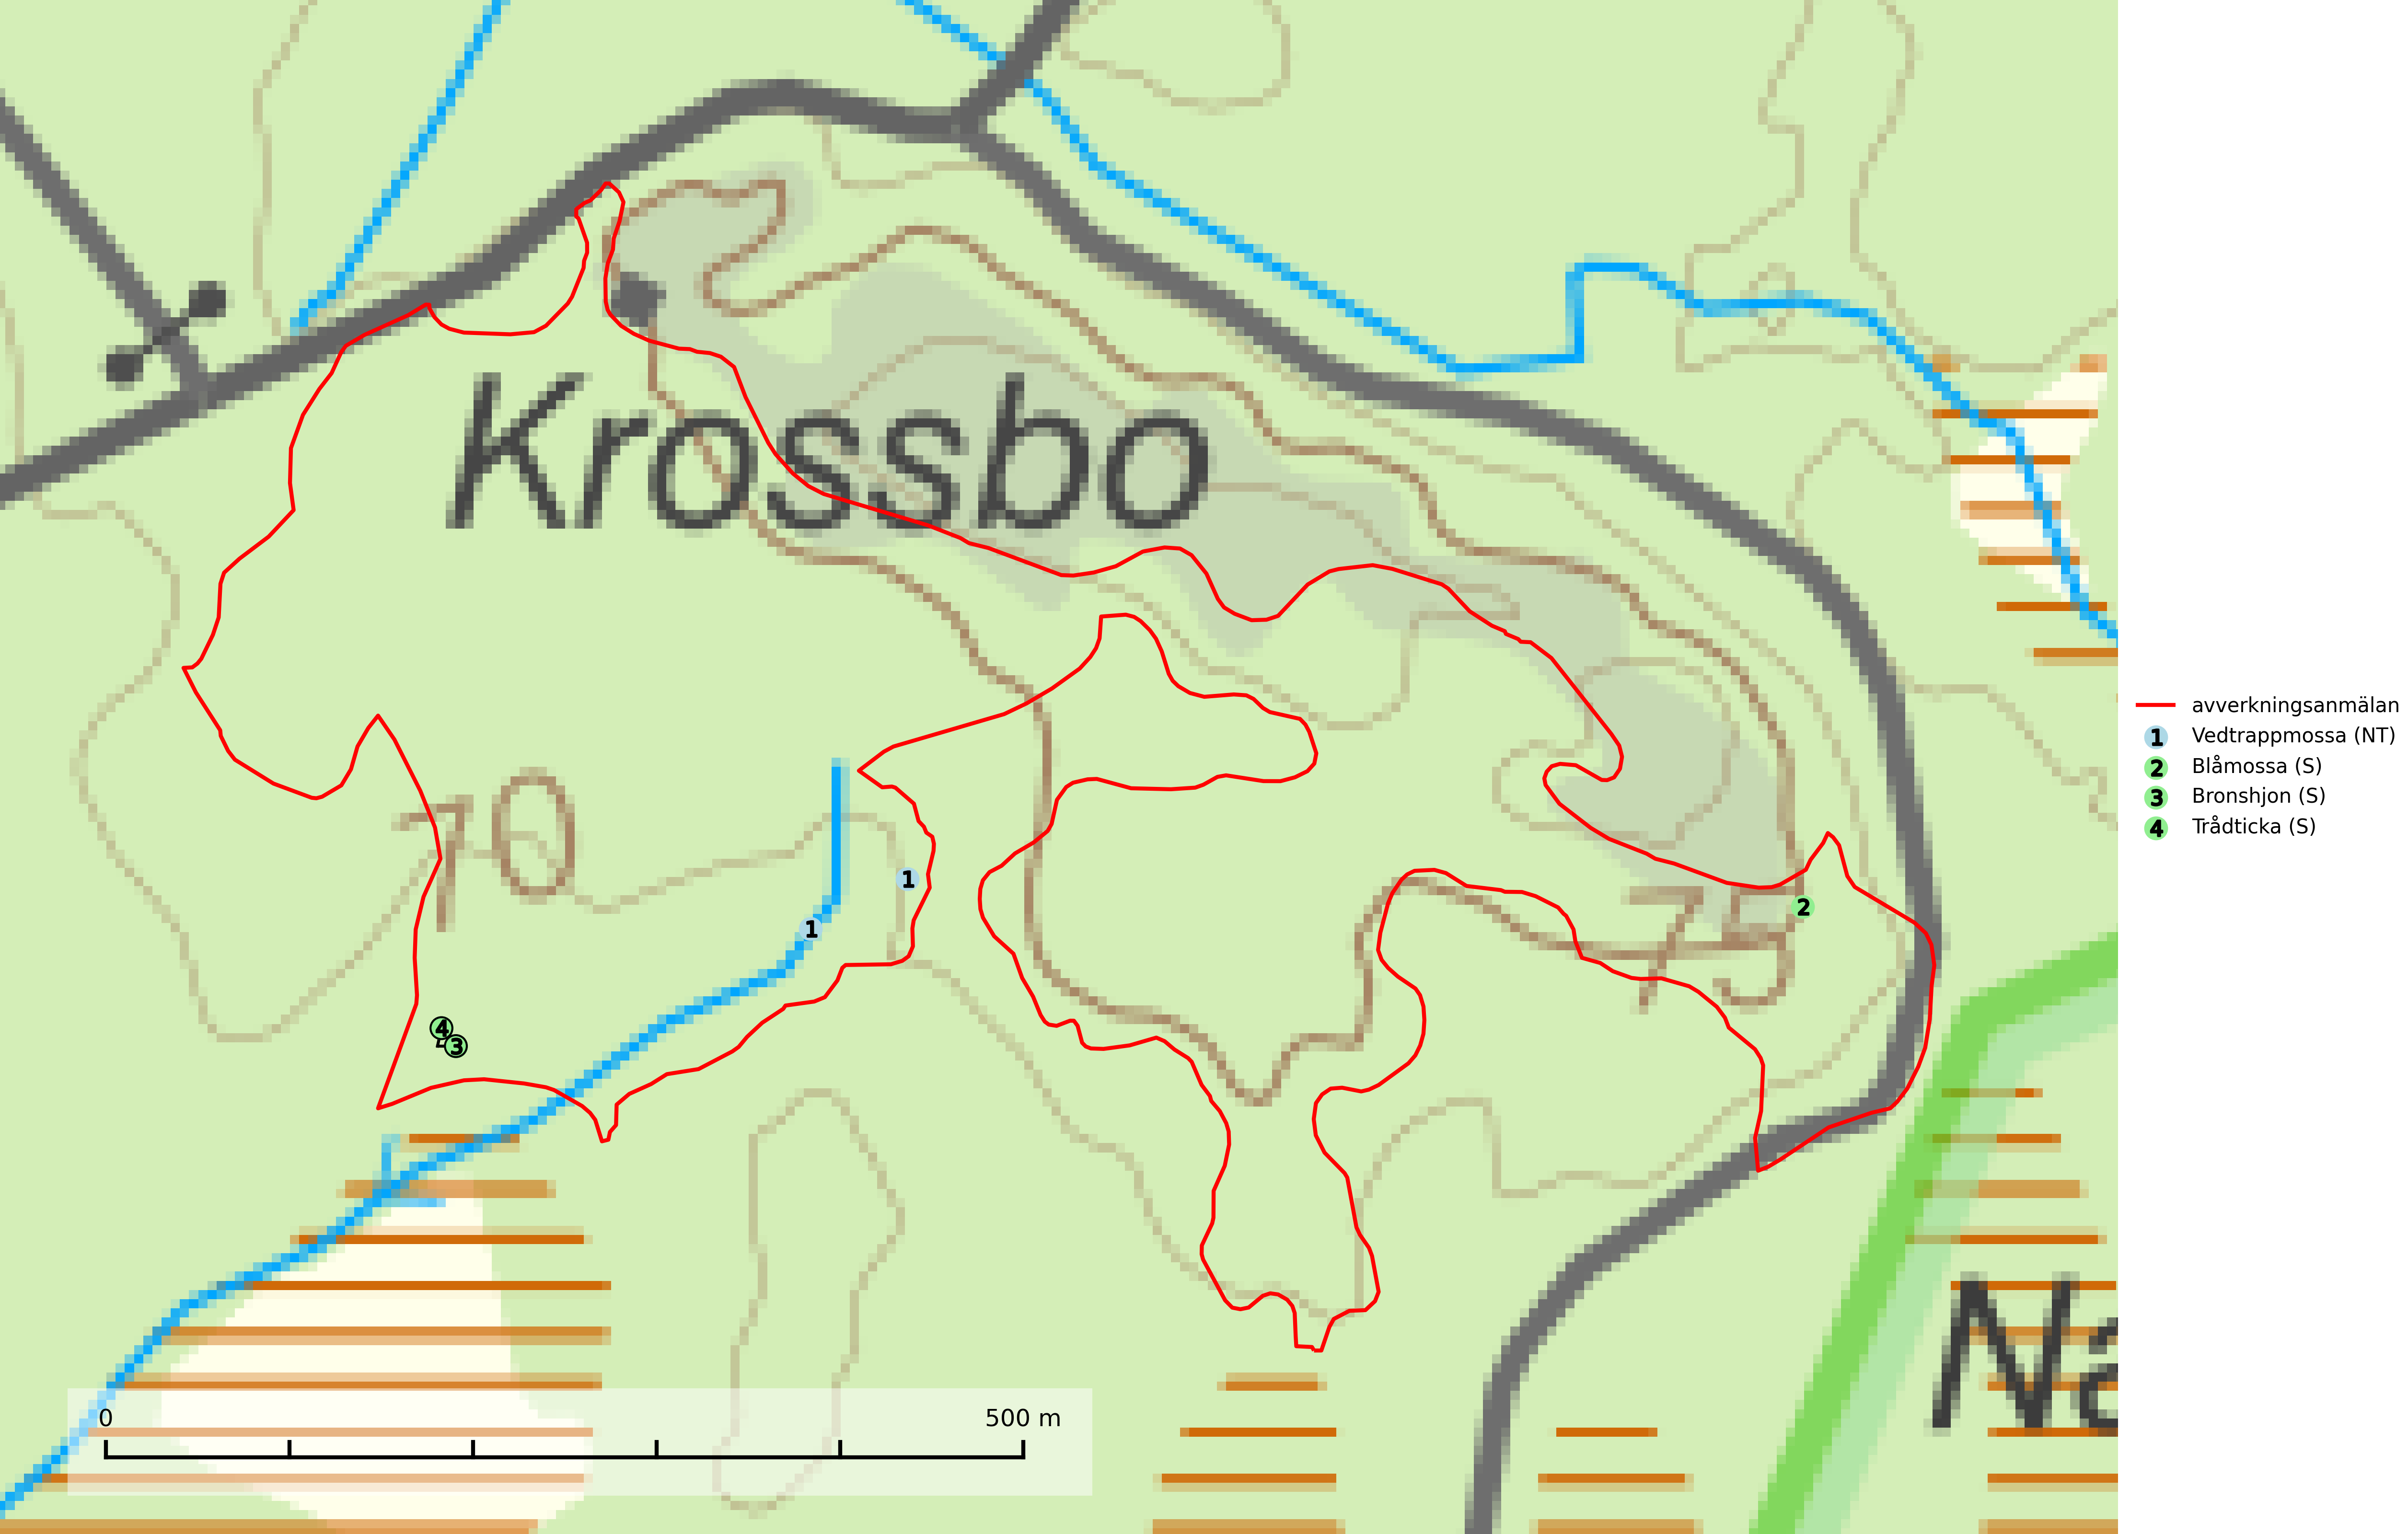 Krossbo
70
75
1
1
2
4
3
Na
0 500 m
avverkningsanmälan
1 Vedtrappmossa (NT)
2 Blåmossa (S)
3 Bronshjon (S)
4 Trådticka (S)